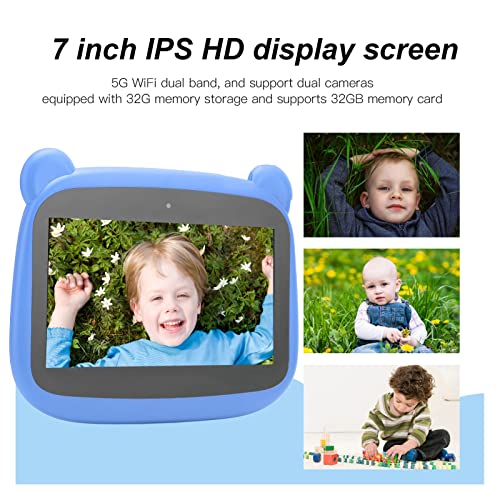 7 inch IPS HD display screen
5G WiFi dual band, and support dual cameras
equipped with 32G memory storage and supports 32GB memory card